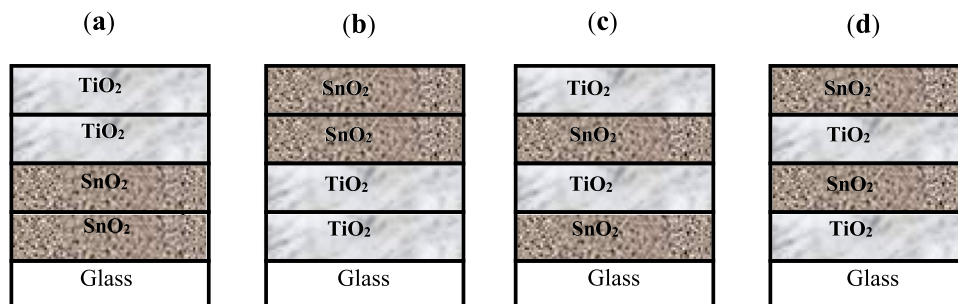 (a) (b) (c) (d)
TiO₂ SnO₂ TiO₂ SnO₂
TiO₂ SnO₂ SnO₂ TiO₂
SnO₂ TiO₂ TiO₂ SnO₂
SnO₂ TiO₂ SnO₂ TiO₂
Glass Glass Glass Glass